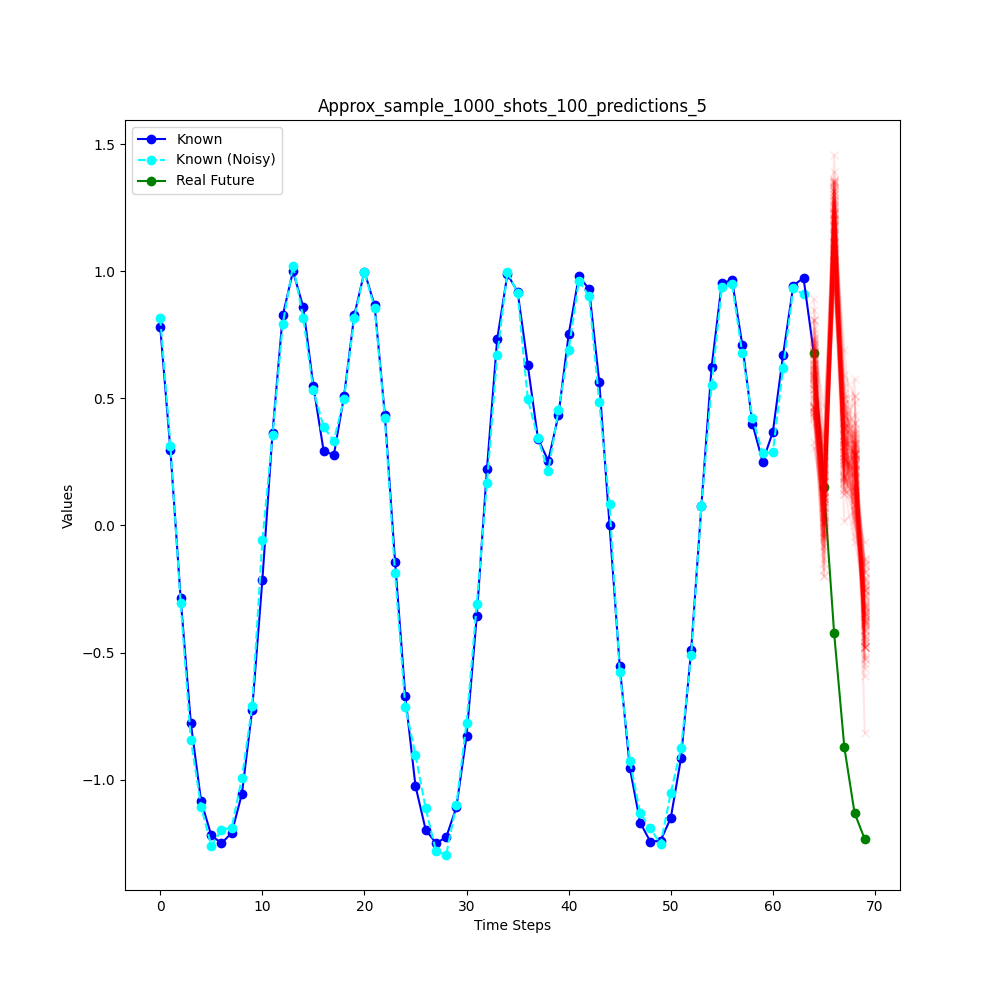 Approx_sample_1000_shots_100_predictions_5
Known
Known (Noisy)
Real Future
1.5
1.0
0.5
0.0
−0.5
−1.0
Values
0 10 20 30 40 50 60 70
Time Steps